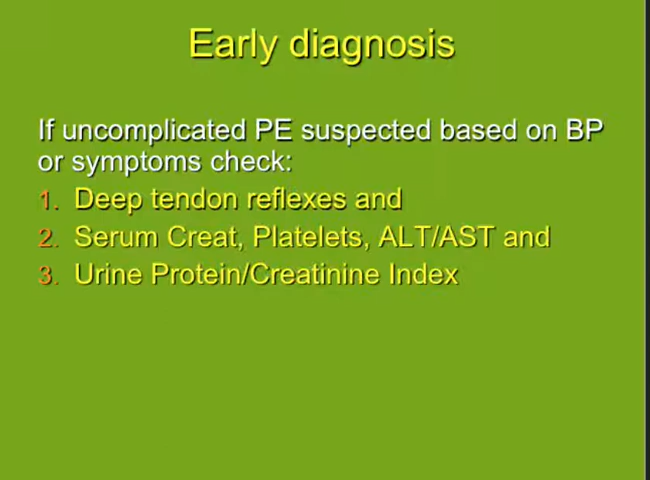 Early diagnosis
If uncomplicated PE suspected based on BP
or symptoms check:
1. Deep tendon reflexes and
2. Serum Creat, Platelets, ALT/AST and
3. Urine Protein/Creatinine Index